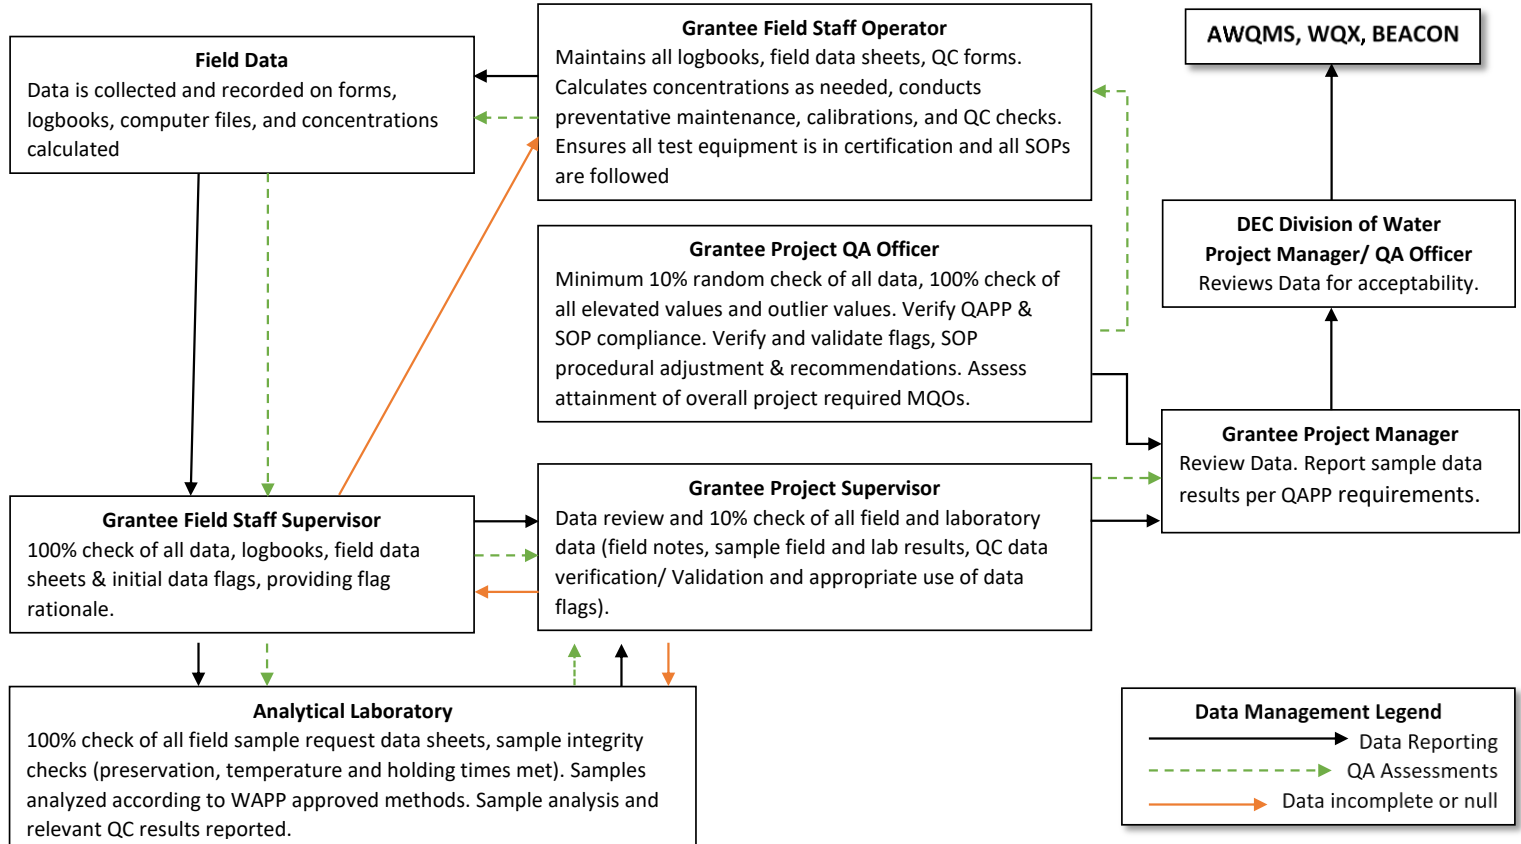 Field Data
Data is collected and recorded on forms,
logbooks, computer files, and concentrations
calculated
Grantee Field Staff Operator
Maintains all logbooks, field data sheets, QC forms.
Calculates concentrations as needed, conducts
preventative maintenance, calibrations, and QC checks.
Ensures all test equipment is in certification and all SOPs
are followed
AWQMS, WQX, BEACON
DEC Division of Water
Project Manager/ QA Officer
Reviews Data for acceptability.
Grantee Project QA Officer
Minimum 10% random check of all data, 100% check of
all elevated values and outlier values. Verify QAPP &
SOP compliance. Verify and validate flags, SOP
procedural adjustment & recommendations. Assess
attainment of overall project required MQOs.
Grantee Project Manager
Review Data. Report sample data
results per QAPP requirements.
Grantee Field Staff Supervisor
100% check of all data, logbooks, field data
sheets & initial data flags, providing flag
rationale.
Grantee Project Supervisor
Data review and 10% check of all field and laboratory
data (field notes, sample field and lab results, QC data
verification/ Validation and appropriate use of data
flags).
Analytical Laboratory
100% check of all field sample request data sheets, sample integrity
checks (preservation, temperature and holding times met). Samples
analyzed according to WAPP approved methods. Sample analysis and
relevant QC results reported.
Data Management Legend
Data Reporting
QA Assessments
Data incomplete or null